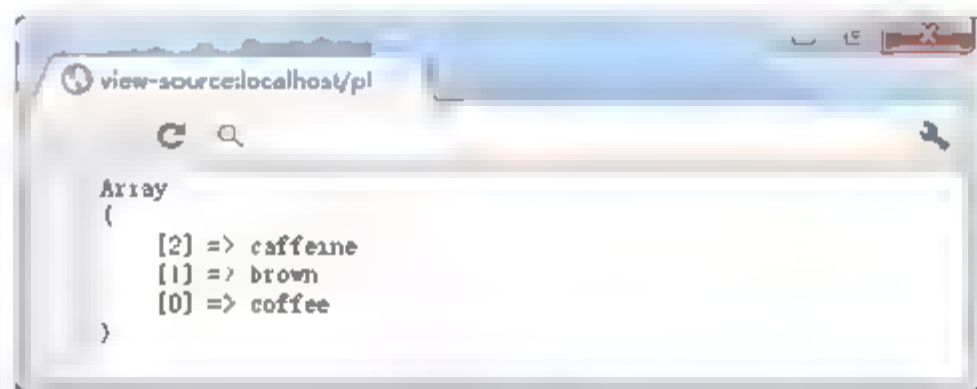 view-source:localhost/pl
Array
(
[2] => caffeine
[1] => brown
[0] => coffee
)